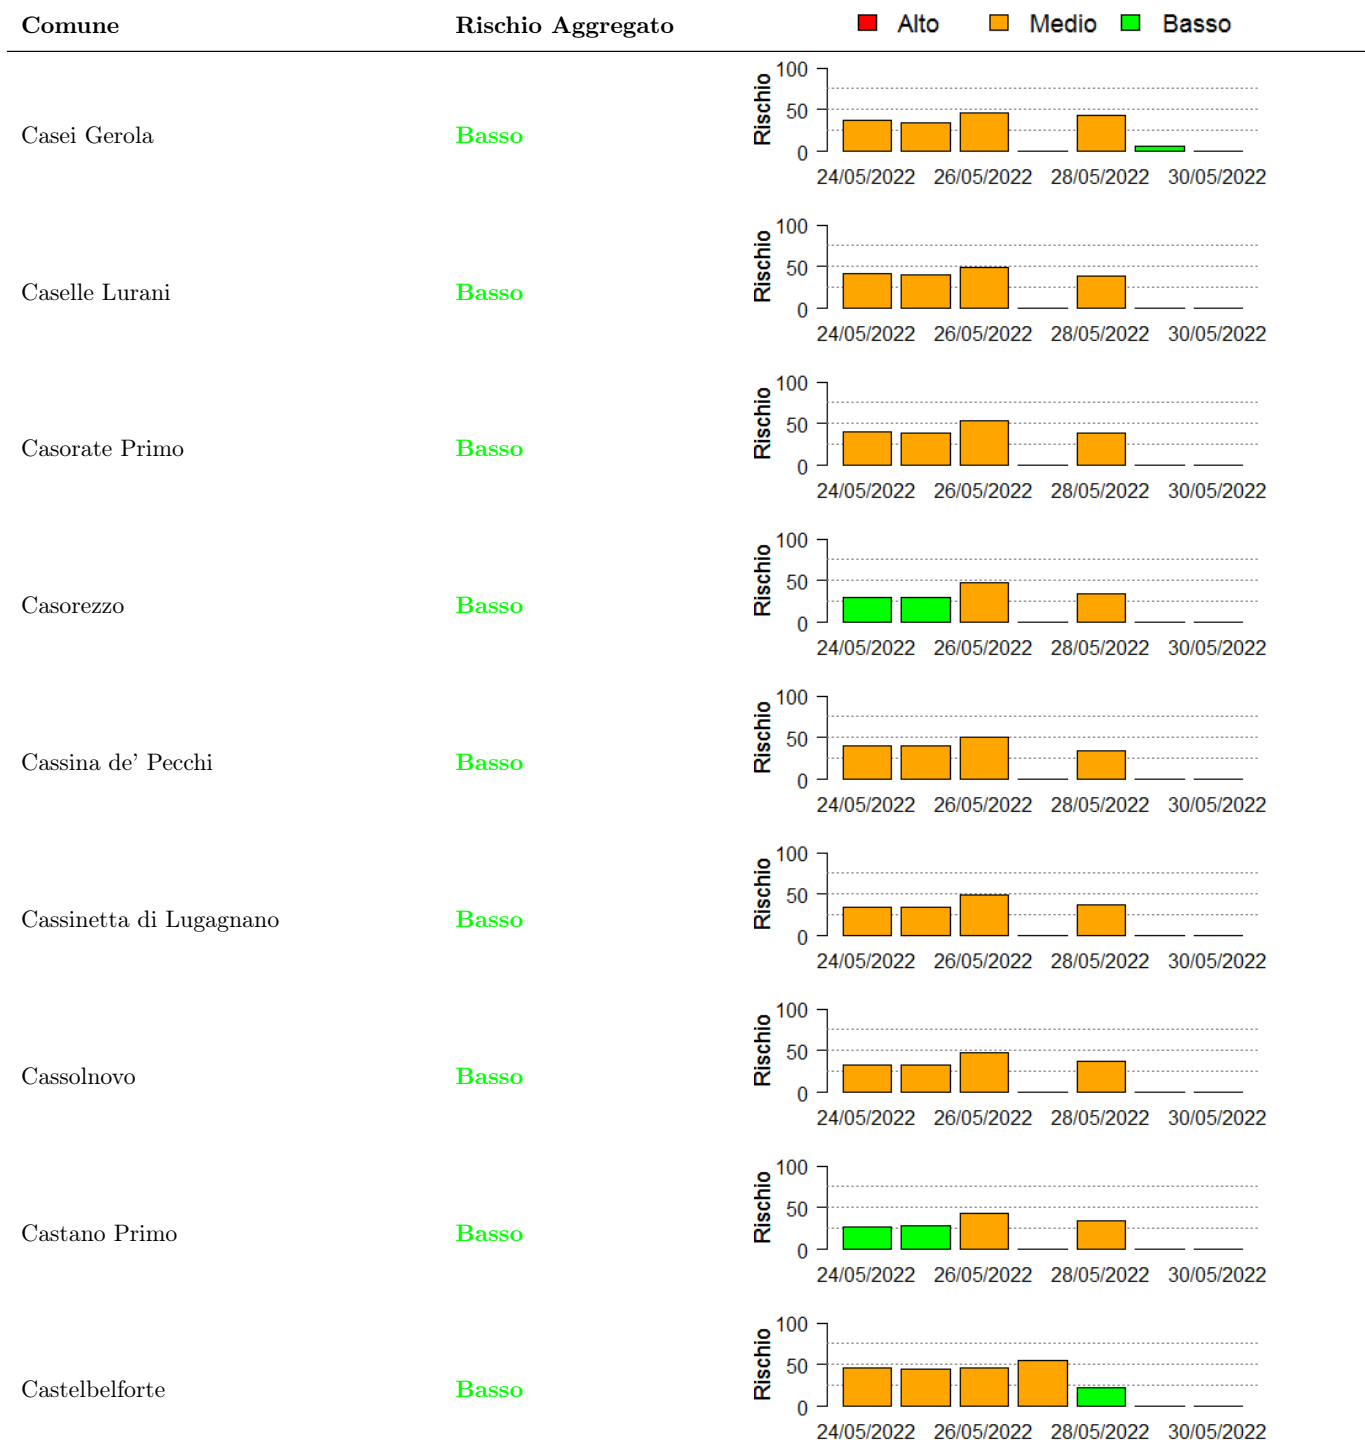 Comune Rischio Aggregato Alto Medio Basso
100
50
0
Rischio
Casei Gerola Basso
24/05/2022 26/05/2022 28/05/2022 30/05/2022
100
50
0
Rischio
Caselle Lurani Basso
24/05/2022 26/05/2022 28/05/2022 30/05/2022
100
50
0
Rischio
Casorate Primo Basso
24/05/2022 26/05/2022 28/05/2022 30/05/2022
100
50
0
Rischio
Casorezzo Basso
24/05/2022 26/05/2022 28/05/2022 30/05/2022
100
50
0
Rischio
Cassina de’ Pecchi Basso
24/05/2022 26/05/2022 28/05/2022 30/05/2022
100
50
0
Rischio
Cassinetta di Lugagnano Basso
24/05/2022 26/05/2022 28/05/2022 30/05/2022
100
50
0
Rischio
Cassolnovo Basso
24/05/2022 26/05/2022 28/05/2022 30/05/2022
100
50
0
Rischio
Castano Primo Basso
24/05/2022 26/05/2022 28/05/2022 30/05/2022
100
50
0
Rischio
Castelbelforte Basso
24/05/2022 26/05/2022 28/05/2022 30/05/2022